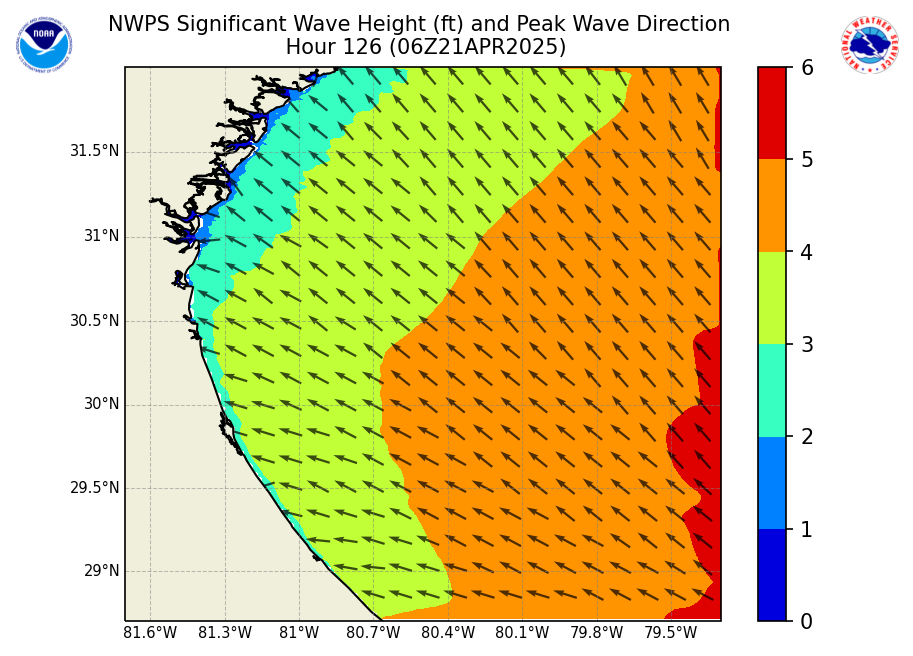 NWPS Significant Wave Height (ft) and Peak Wave Direction
Hour 126 (06Z21APR2025)
NOAA
NATIONAL WEATHER SERVICE
31.5°N
31°N
30.5°N
30°N
29.5°N
29°N
81.6°W 81.3°W 81°W 80.7°W 80.4°W 80.1°W 79.8°W 79.5°W
6
5
4
3
2
1
0